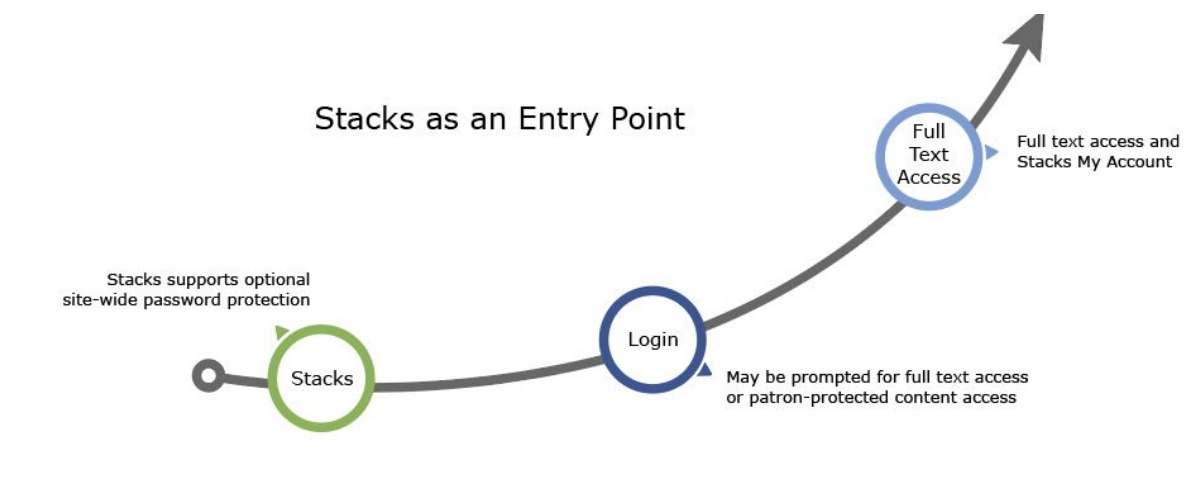 Stacks as an Entry Point
Full
Text
Access
Full text access and
Stacks My Account
Stacks supports optional
site-wide password protection
Stacks
Login
May be prompted for full text access
or patron-protected content access